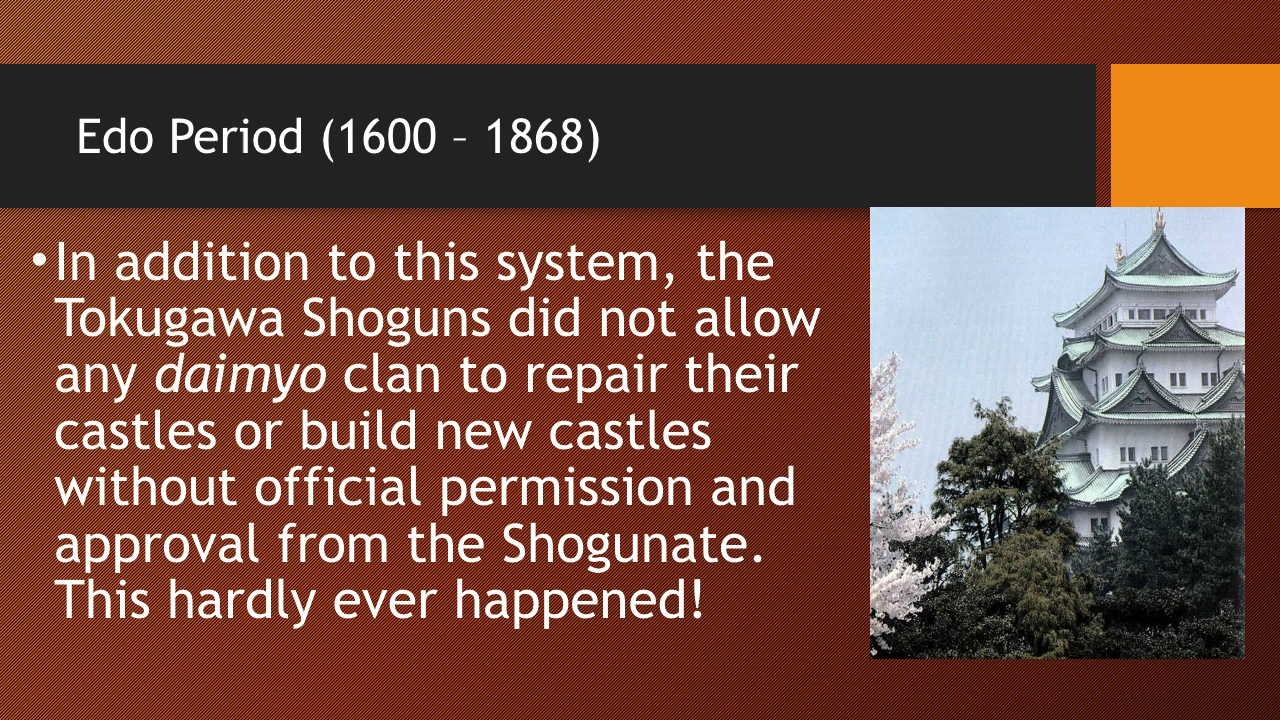 Edo Period (1600 – 1868)
•In addition to this system, the
Tokugawa Shoguns did not allow
any daimyo clan to repair their
castles or build new castles
without official permission and
approval from the Shogunate.
This hardly ever happened!